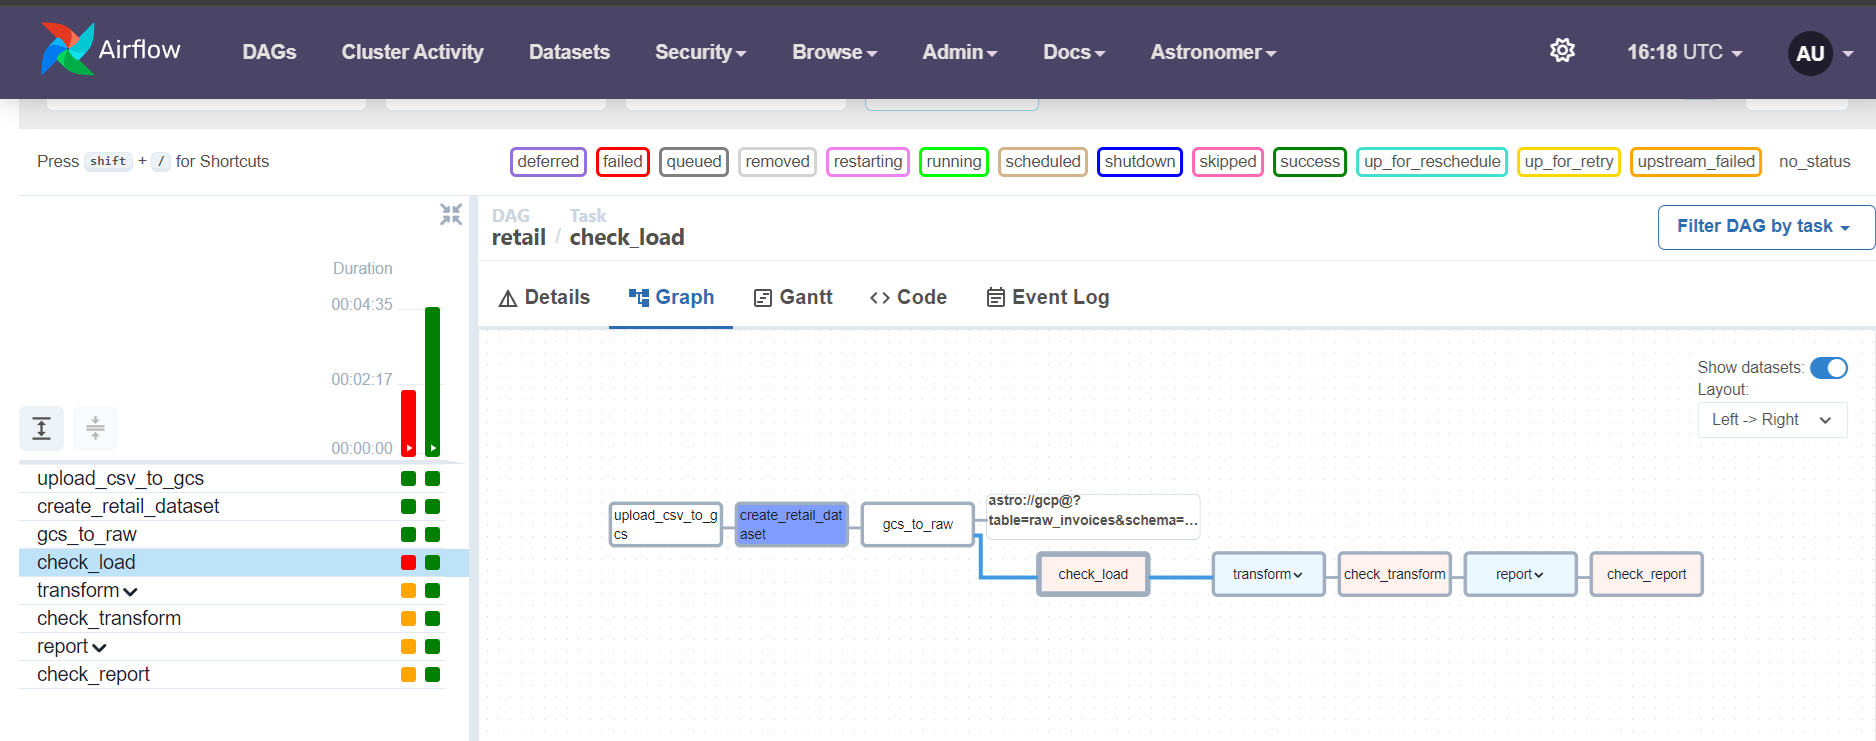 Airflow DAGs Cluster Activity Datasets Security Browse Admin Docs Astronomer 16:18 UTC AU
Press shift + / for Shortcuts deferred failed queued removed restarting running scheduled shutdown skipped success up_for_reschedule up_for_retry upstream_failed no_status
DAG Task
retail / check_load
Filter DAG by task
Details Graph Gantt Code Event Log
Duration
00:04:35
00:02:17
00:00:00
upload_csv_to_gcs
create_retail_dataset
gcs_to_raw
check_load
transform
check_transform
report
check_report
Show datasets:
Layout:
Left -> Right
upload_csv_to_g
cs
create_retail_dat
aset
gcs_to_raw
astro://gcp@?
table=raw_invoices&schema=...
check_load
transform
check_transform
report
check_report